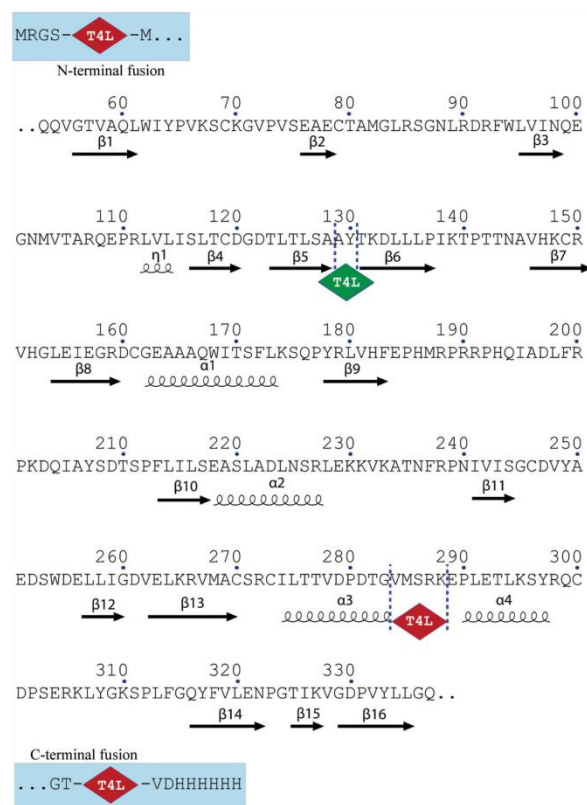 MRGS- T4L -M...
N-terminal fusion
60 70 80 90 100
..QQVGTVAQLWIYPVKSCKGVPVSEAECTAMGLRSGNLRDRFWLVINQE
β1 β2 β3
110 120 130 140 150
GNMVTARQEPRLVLISLTCDGDTLTLSAAYTKDLLLPIKTPTTNAVHKCR
η1 β4 β5 β6 β7
T4L
160 170 180 190 200
VHGLEIEGRDCGEAAAQWITSFLKSQPYRLVHFEPHMRPRRPHQIADLFR
β8 α1 β9
210 220 230 240 250
PKDQIAYSDTSPFLILSEASLADLNSRLEKKVKATNFRPNIVISGCDVYA
β10 α2 β11
260 270 280 290 300
EDSWDELLIGDVELKRVMACSRCILTTVDPDTGVMSRKEPLETLKSYRQC
β12 β13 α3 α4
T4L
310 320 330
DPSERKLYGKSPLFGQYFVLENPGTIKVGDPVYLLGQ..
β14 β15 β16
C-terminal fusion
...GT- T4L -VDHHHHHH